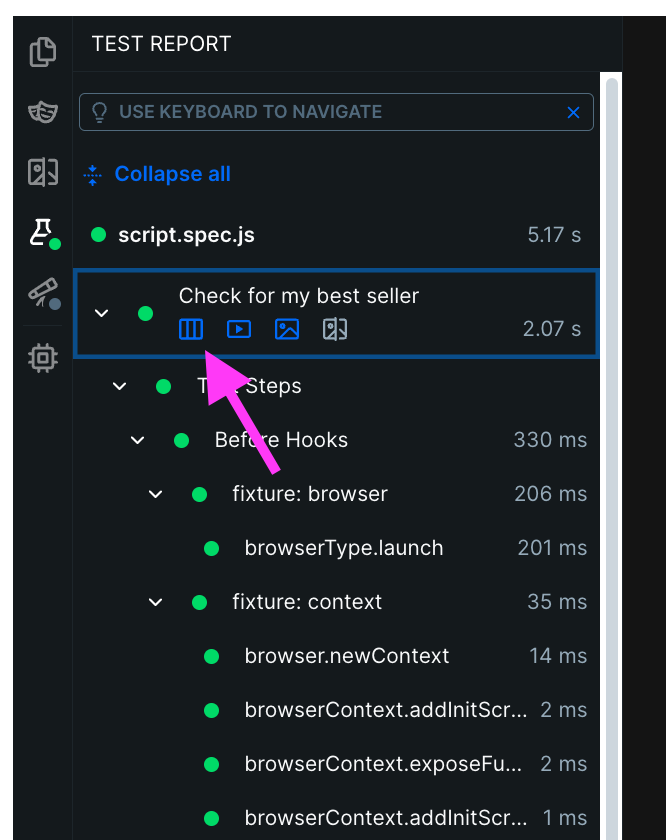 TEST REPORT
USE KEYBOARD TO NAVIGATE
Collapse all
script.spec.js 5.17 s
Check for my best seller
2.07 s
Test Steps
Before Hooks 330 ms
fixture: browser 206 ms
browserType.launch 201 ms
fixture: context 35 ms
browser.newContext 14 ms
browserContext.addInitScr... 2 ms
browserContext.exposeFu... 2 ms
browserContext.addInitScr... 1 ms